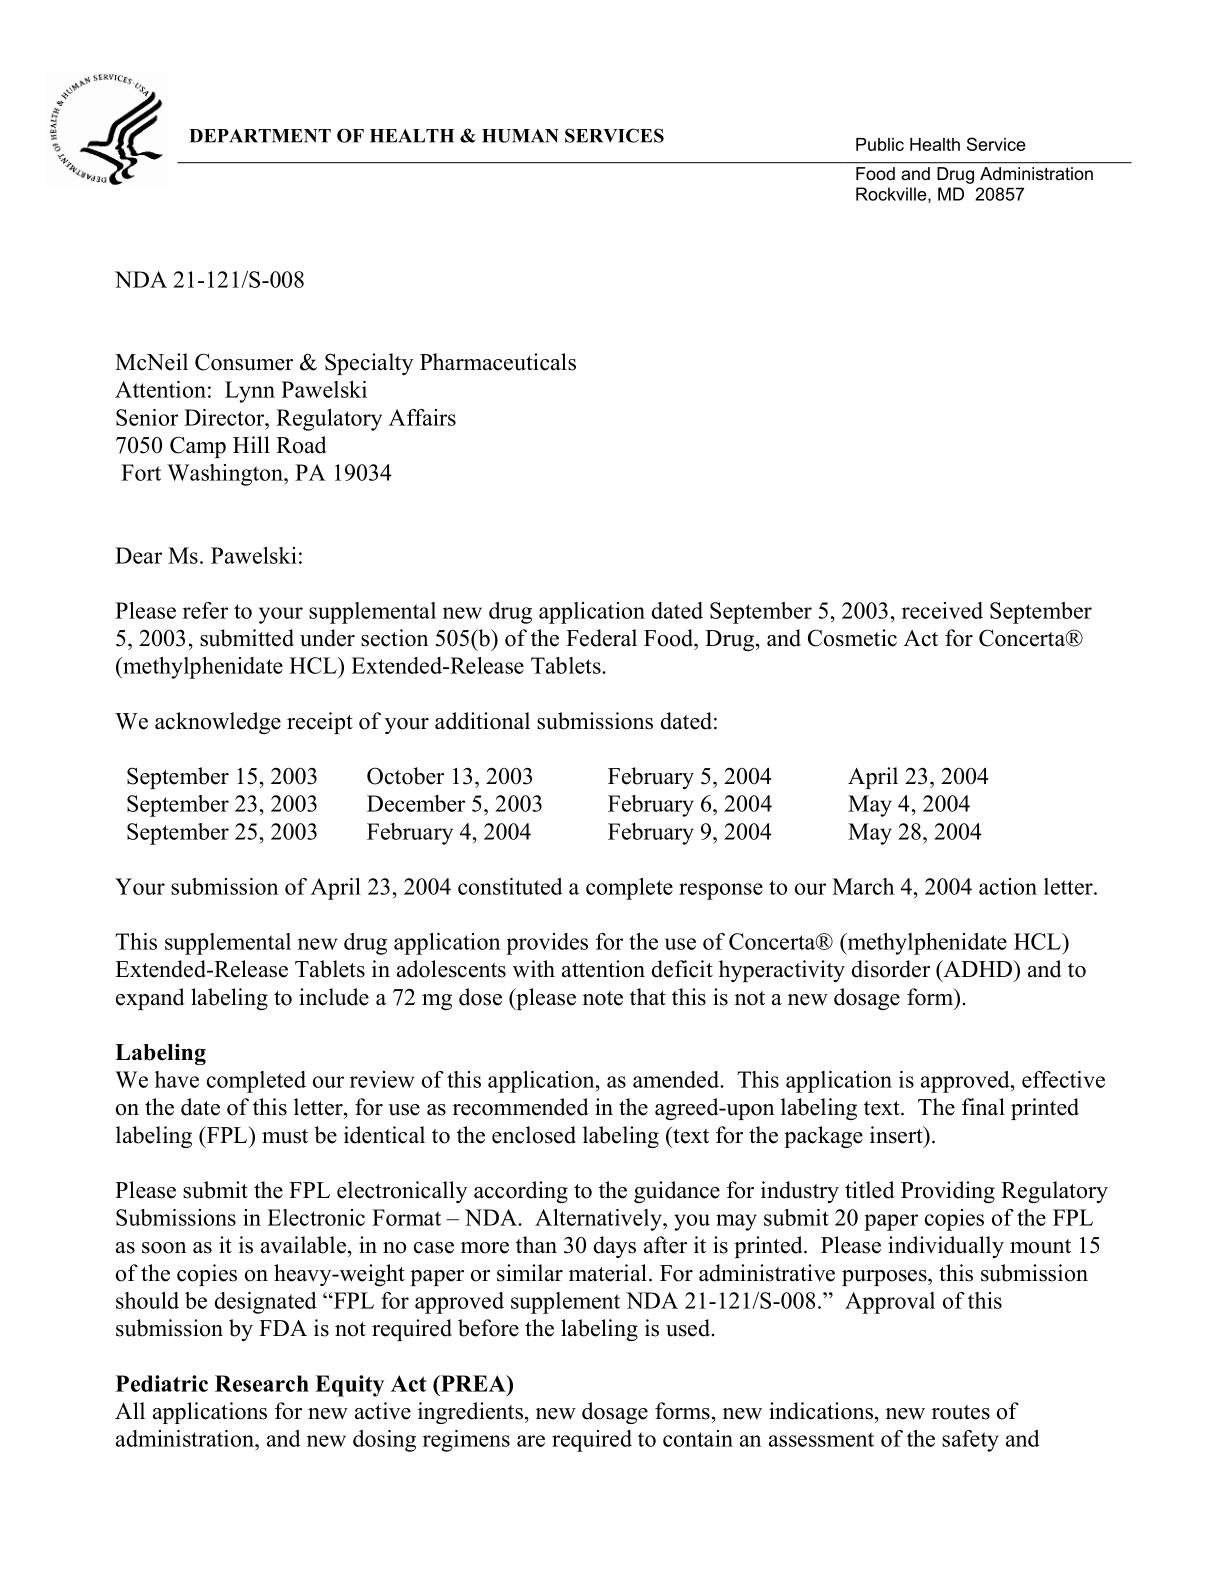 DEPARTMENT OF HEALTH & HUMAN SERVICES·USA
DEPARTMENT OF HEALTH & HUMAN SERVICES
Public Health Service
Food and Drug Administration
Rockville, MD 20857
NDA 21-121/S-008
McNeil Consumer & Specialty Pharmaceuticals
Attention: Lynn Pawelski
Senior Director, Regulatory Affairs
7050 Camp Hill Road
Fort Washington, PA 19034
Dear Ms. Pawelski:
Please refer to your supplemental new drug application dated September 5, 2003, received September
5, 2003, submitted under section 505(b) of the Federal Food, Drug, and Cosmetic Act for Concerta®
(methylphenidate HCL) Extended-Release Tablets.
We acknowledge receipt of your additional submissions dated:
September 15, 2003 October 13, 2003 February 5, 2004 April 23, 2004
September 23, 2003 December 5, 2003 February 6, 2004 May 4, 2004
September 25, 2003 February 4, 2004 February 9, 2004 May 28, 2004
Your submission of April 23, 2004 constituted a complete response to our March 4, 2004 action letter.
This supplemental new drug application provides for the use of Concerta® (methylphenidate HCL)
Extended-Release Tablets in adolescents with attention deficit hyperactivity disorder (ADHD) and to
expand labeling to include a 72 mg dose (please note that this is not a new dosage form).
Labeling
We have completed our review of this application, as amended. This application is approved, effective
on the date of this letter, for use as recommended in the agreed-upon labeling text. The final printed
labeling (FPL) must be identical to the enclosed labeling (text for the package insert).
Please submit the FPL electronically according to the guidance for industry titled Providing Regulatory
Submissions in Electronic Format – NDA. Alternatively, you may submit 20 paper copies of the FPL
as soon as it is available, in no case more than 30 days after it is printed. Please individually mount 15
of the copies on heavy-weight paper or similar material. For administrative purposes, this submission
should be designated “FPL for approved supplement NDA 21-121/S-008.” Approval of this
submission by FDA is not required before the labeling is used.
Pediatric Research Equity Act (PREA)
All applications for new active ingredients, new dosage forms, new indications, new routes of
administration, and new dosing regimens are required to contain an assessment of the safety and